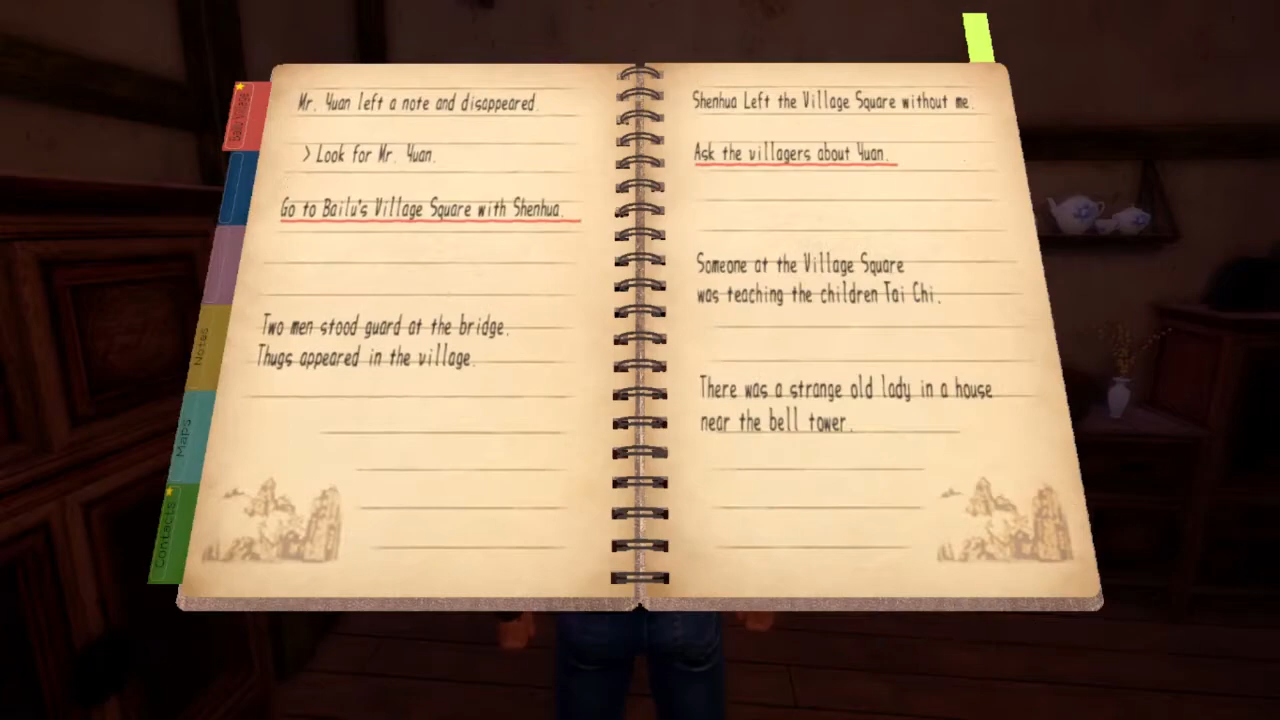 Mr. Yuan left a note and disappeared.
> Look for Mr. Yuan.
Go to Bailu's Village Square with Shenhua.
Two men stood guard at the bridge.
Thugs appeared in the village.
Shenhua Left the Village Square without me.
Ask the villagers about Yuan.
Someone at the Village Square
was teaching the children Tai Chi.
There was a strange old lady in a house
near the bell tower.
Bailu Village
Notes
Maps
Contacts